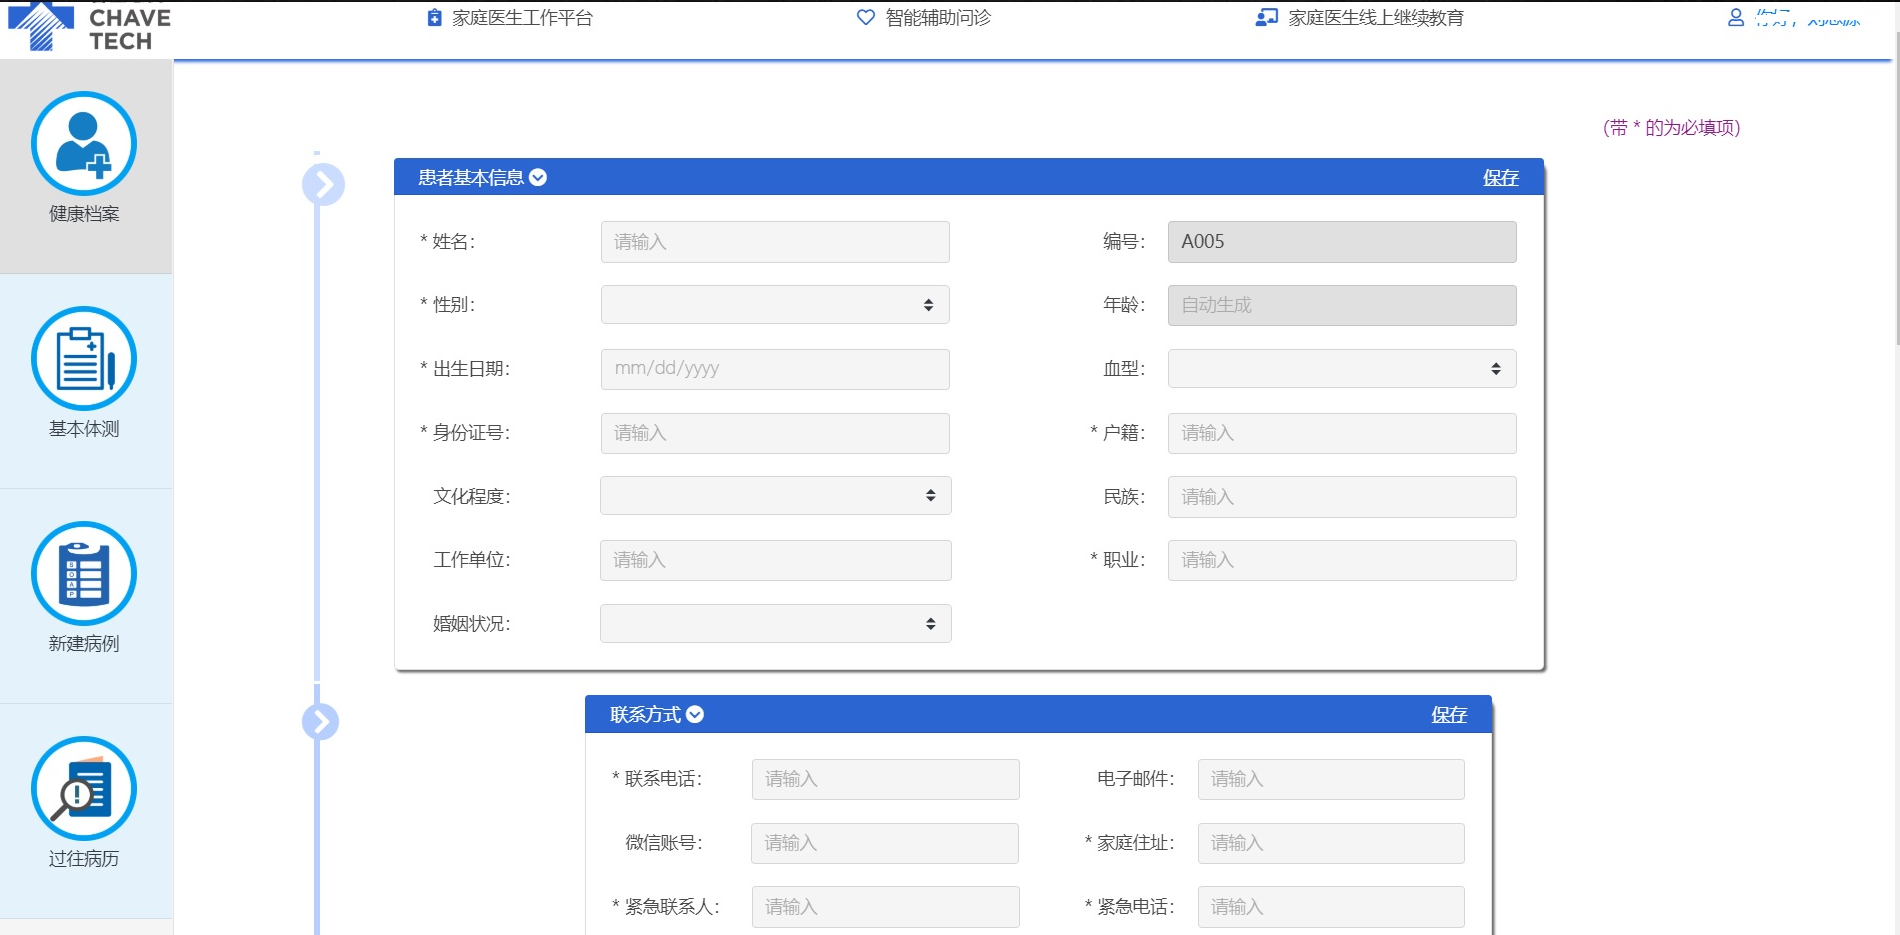 CHAVE
TECH
家庭医生工作平台
智能辅助问诊
家庭医生线上继续教育
健康档案
基本体测
新建病例
过往病历
(带 * 的为必填项)
患者基本信息 保存
* 姓名: 请输入 编号: A005
* 性别: 年龄: 自动生成
* 出生日期: mm/dd/yyyy 血型:
* 身份证号: 请输入 * 户籍: 请输入
文化程度: 民族: 请输入
工作单位: 请输入 * 职业: 请输入
婚姻状况:
联系方式 保存
* 联系电话: 请输入 电子邮件: 请输入
微信账号: 请输入 * 家庭住址: 请输入
* 紧急联系人: 请输入 * 紧急电话: 请输入